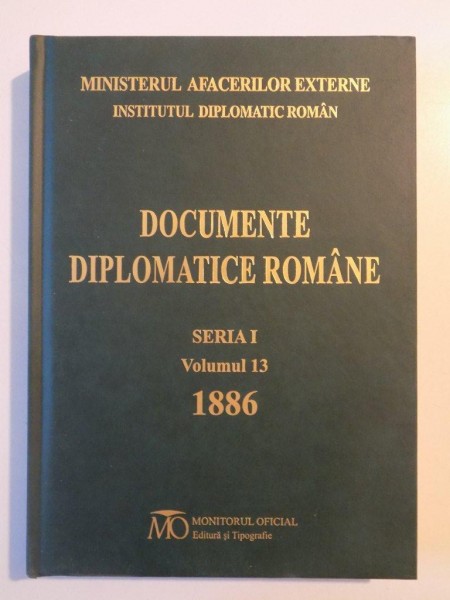 MINISTERUL AFACERILOR EXTERNE
INSTITUTUL DIPLOMATIC ROMÂN
DOCUMENTE
DIPLOMATICE ROMÂNE
SERIA I
Volumul 13
1886
MO MONITORUL OFICIAL
Editură și Tipografie